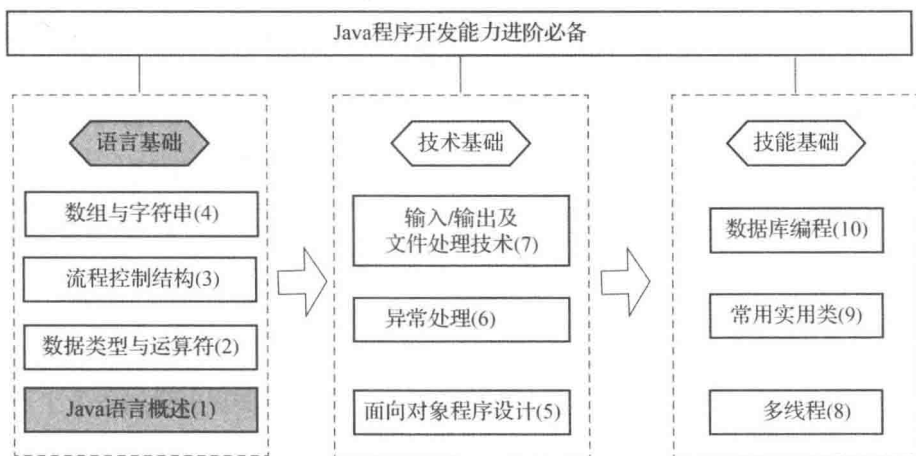 Java程序开发能力进阶必备
语言基础
数组与字符串(4)
流程控制结构(3)
数据类型与运算符(2)
Java语言概述(1)
技术基础
输入/输出及
文件处理技术(7)
异常处理(6)
面向对象程序设计(5)
技能基础
数据库编程(10)
常用实用类(9)
多线程(8)